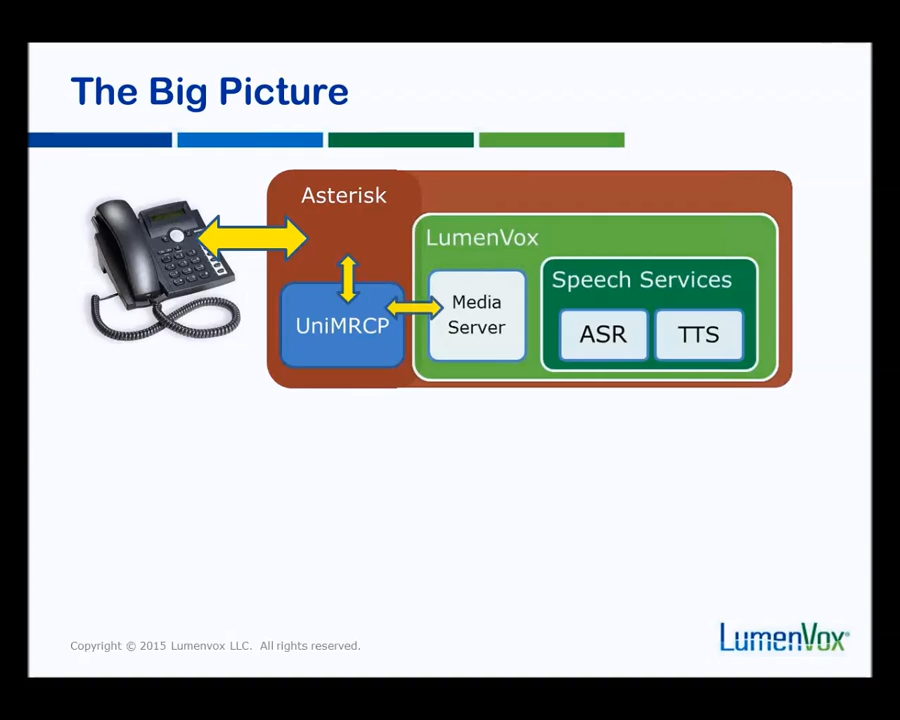 The Big Picture
Asterisk
LumenVox
Speech Services
Media
Server
UniMRCP
ASR
TTS
Copyright © 2015 Lumenvox LLC. All rights reserved.
LumenVox®